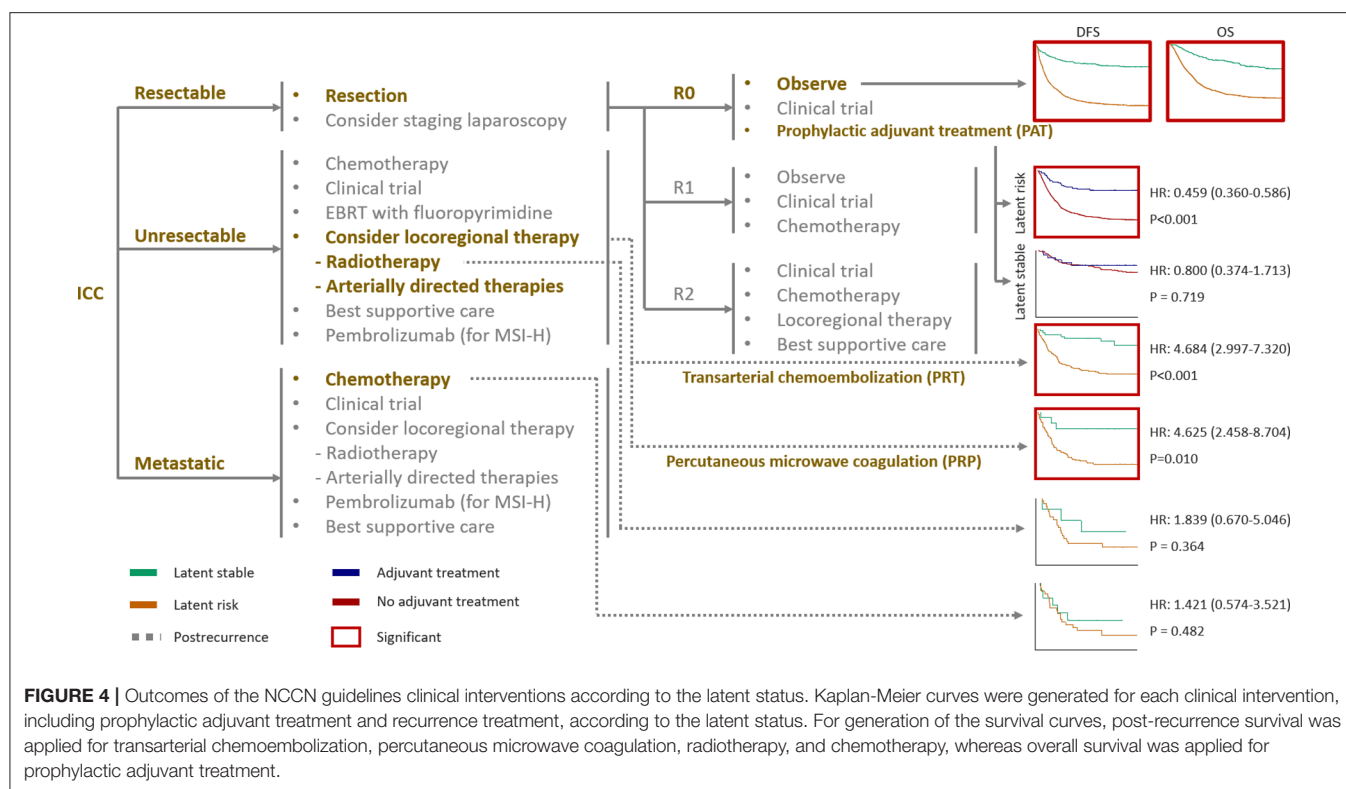 DFS
OS
ICC
Resectable
• Resection
• Consider staging laparoscopy
Unresectable
• Chemotherapy
• Clinical trial
• EBRT with fluoropyrimidine
• Consider locoregional therapy
- Radiotherapy
- Arterially directed therapies
• Best supportive care
• Pembrolizumab (for MSI-H)
Metastatic
• Chemotherapy
• Clinical trial
• Consider locoregional therapy
- Radiotherapy
- Arterially directed therapies
• Pembrolizumab (for MSI-H)
• Best supportive care
R0
• Observe
• Clinical trial
• Prophylactic adjuvant treatment (PAT)
R1
• Observe
• Clinical trial
• Chemotherapy
R2
• Clinical trial
• Chemotherapy
• Locoregional therapy
• Best supportive care
Transarterial chemoembolization (PRT)
Percutaneous microwave coagulation (PRP)
Latent risk
HR: 0.459 (0.360-0.586)
P<0.001
Latent stable
HR: 0.800 (0.374-1.713)
P = 0.719
HR: 4.684 (2.997-7.320)
P<0.001
HR: 4.625 (2.458-8.704)
P=0.010
HR: 1.839 (0.670-5.046)
P = 0.364
HR: 1.421 (0.574-3.521)
P = 0.482
Latent stable
Latent risk
Postrecurrence
Adjuvant treatment
No adjuvant treatment
Significant
FIGURE 4 | Outcomes of the NCCN guidelines clinical interventions according to the latent status. Kaplan-Meier curves were generated for each clinical intervention,
including prophylactic adjuvant treatment and recurrence treatment, according to the latent status. For generation of the survival curves, post-recurrence survival was
applied for transarterial chemoembolization, percutaneous microwave coagulation, radiotherapy, and chemotherapy, whereas overall survival was applied for
prophylactic adjuvant treatment.